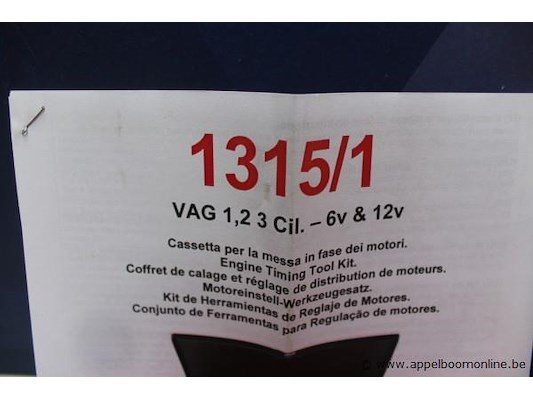 1315/1
VAG 1,2 3 Cil. – 6v & 12v
Cassetta per la messa in fase dei motori.
Engine Timing Tool Kit.
Coffret de calage et réglage de distribution de moteurs.
Motoreinstell-Werkzeugesatz.
Kit de Herramientas de Reglaje de Motores.
Conjunto de Ferramentas para Regulação de motores.
© www.appelboomonline.be